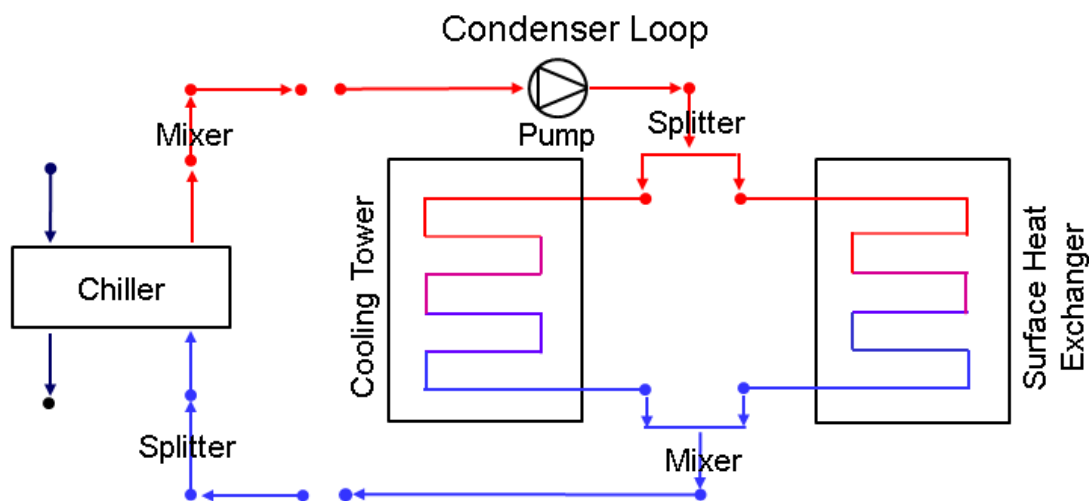 Condenser Loop
Mixer
Pump
Splitter
Chiller
Cooling Tower
Surface Heat
Exchanger
Splitter
Mixer